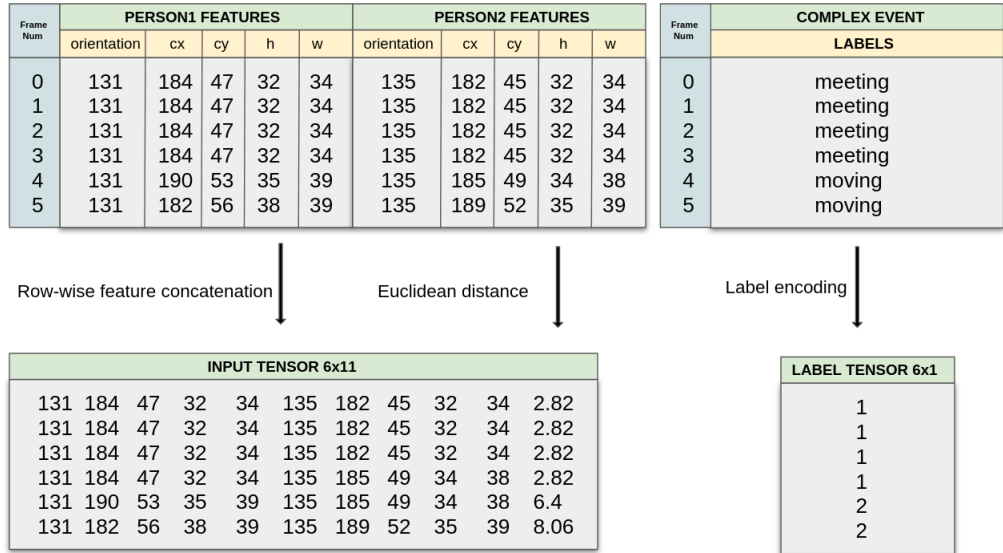 Frame Num PERSON1 FEATURES PERSON2 FEATURES
orientation cx cy h w orientation cx cy h w
0 131 184 47 32 34 135 182 45 32 34
1 131 184 47 32 34 135 182 45 32 34
2 131 184 47 32 34 135 182 45 32 34
3 131 184 47 32 34 135 182 45 32 34
4 131 190 53 35 39 135 185 49 34 38
5 131 182 56 38 39 135 189 52 35 39
Frame Num COMPLEX EVENT
LABELS
0 meeting
1 meeting
2 meeting
3 meeting
4 moving
5 moving
Row-wise feature concatenation
Euclidean distance
Label encoding
INPUT TENSOR 6x11
131 184 47 32 34 135 182 45 32 34 2.82
131 184 47 32 34 135 182 45 32 34 2.82
131 184 47 32 34 135 182 45 32 34 2.82
131 184 47 32 34 135 185 49 34 38 2.82
131 190 53 35 39 135 185 49 34 38 6.4
131 182 56 38 39 135 189 52 35 39 8.06
LABEL TENSOR 6x1
1
1
1
1
2
2